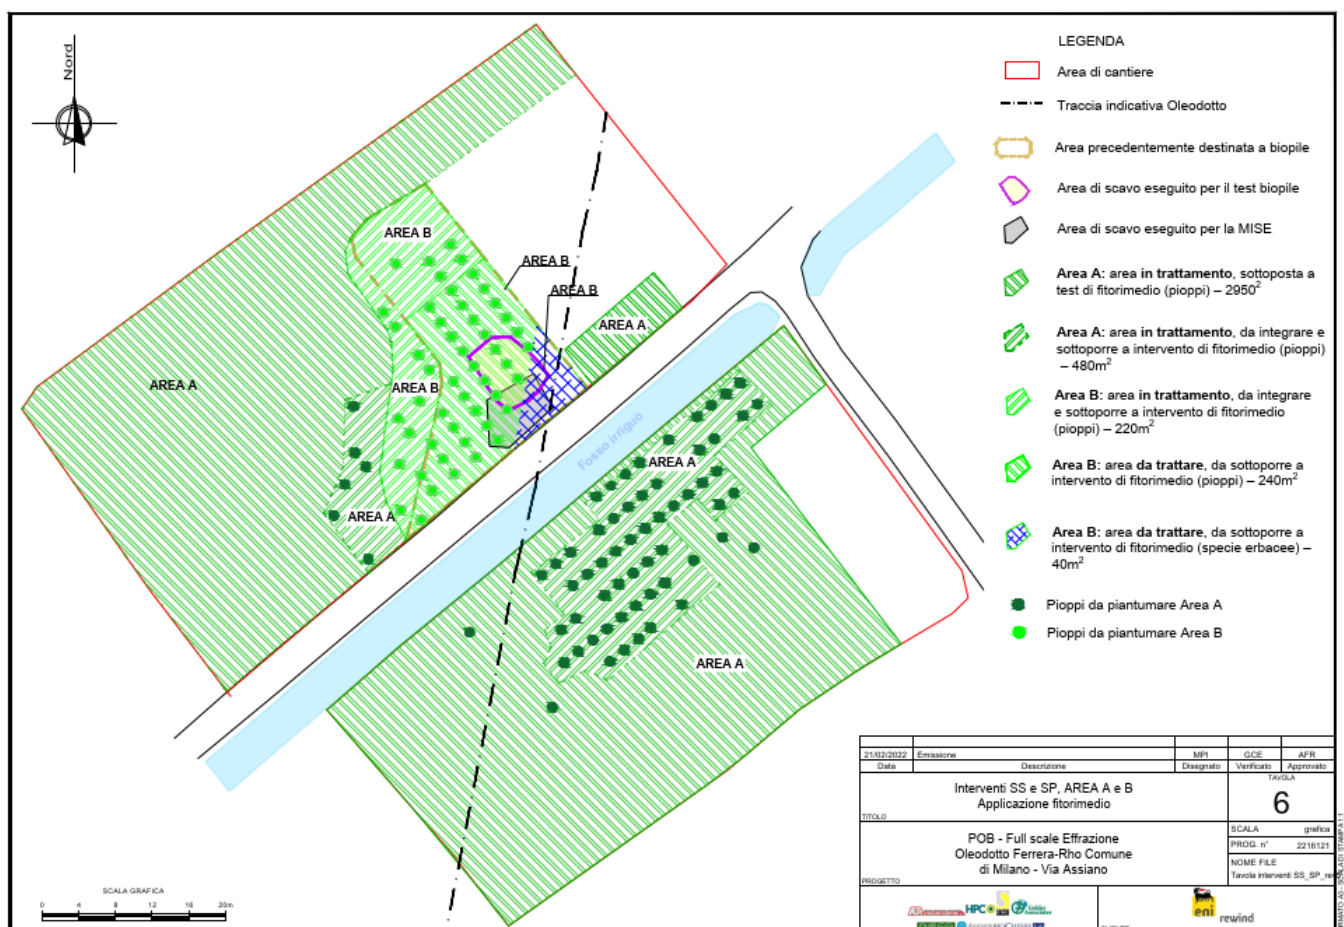 Nord
LEGENDA
Area di cantiere
Traccia indicativa Oleodotto
Area precedentemente destinata a biopile
Area di scavo eseguito per il test biopile
Area di scavo eseguito per la MISE
Area A: area in trattamento, sottoposta a
test di fitorimedio (pioppi) – 2950²
Area A: area in trattamento, da integrare e
sottoporre a intervento di fitorimedio (pioppi)
– 480m²
Area B: area in trattamento, da integrare
e sottoporre a intervento di fitorimedio
(pioppi) – 220m²
Area B: area da trattare, da sottoporre a
intervento di fitorimedio (pioppi) – 240m²
Area B: area da trattare, da sottoporre a
intervento di fitorimedio (specie erbacee) –
40m²
Pioppi da piantumare Area A
Pioppi da piantumare Area B
AREA B
AREA B
AREA B
AREA A
AREA A
AREA B
Fosso irriguo
AREA A
AREA A
AREA A
SCALA GRAFICA
0 4 8 12 16 20m
21/02/2022 Emissione MPI GCE AFR
Data Descrizione Disegnato Verificato Approvato
Interventi SS e SP, AREA A e B
Applicazione fitorimedio
TITOLO
TAVOLA
6
POB - Full scale Effrazione
Oleodotto Ferrera-Rho Comune
di Milano - Via Assiano
PROGETTO
SCALA grafica
PROG. n° 2216121
NOME FILE
Tavola interventi SS_SP_
HPC
Golder
Associates
eni
rewind